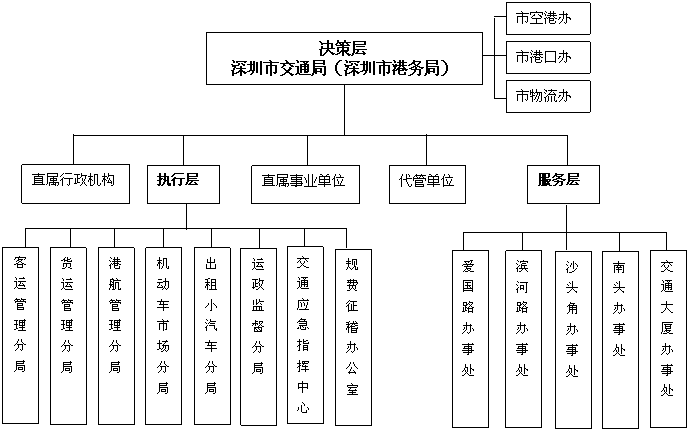 市空港办
决策层
深圳市交通局（深圳市港务局）
市港口办
市物流办
直属行政机构
执行层
直属事业单位
代管单位
服务层
客运管理分局
货运管理分局
港航管理分局
机动车市场分局
出租小汽车分局
运政监督分局
交通应急指挥中心
规费征稽办公室
爱国路办事处
滨河路办事处
沙头角办事处
南头办事处
交通大厦办事处